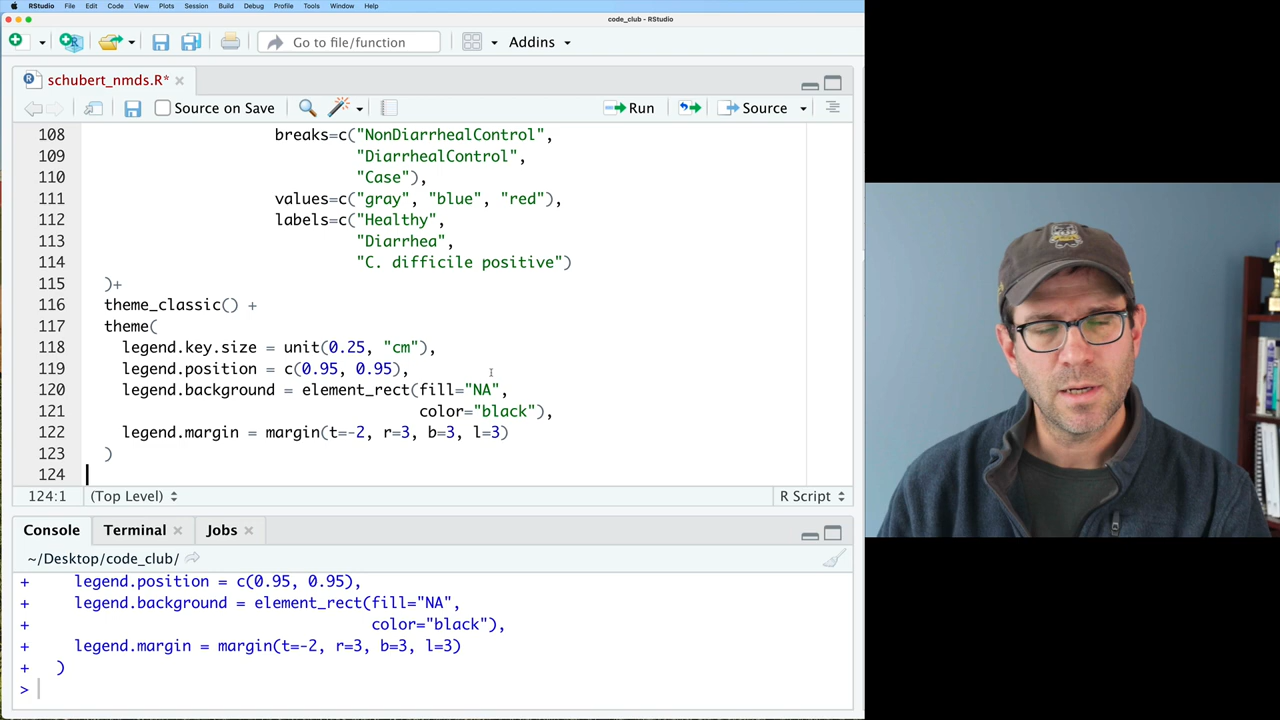 RStudio File Edit Code View Plots Session Build Debug Profile Tools Window Help
code_club - RStudio
Go to file/function Addins
schubert_nmds.R*
Source on Save Run Source
108 breaks=c("NonDiarrhealControl",
109 "DiarrhealControl",
110 "Case"),
111 values=c("gray", "blue", "red"),
112 labels=c("Healthy",
113 "Diarrhea",
114 "C. difficile positive")
115 )+
116 theme_classic() +
117 theme(
118 legend.key.size = unit(0.25, "cm"),
119 legend.position = c(0.95, 0.95),
120 legend.background = element_rect(fill="NA",
121 color="black"),
122 legend.margin = margin(t=-2, r=3, b=3, l=3)
123 )
124
124:1 (Top Level) R Script
Console Terminal Jobs
~/Desktop/code_club/
+ legend.position = c(0.95, 0.95),
+ legend.background = element_rect(fill="NA",
+ color="black"),
+ legend.margin = margin(t=-2, r=3, b=3, l=3)
+ )
>